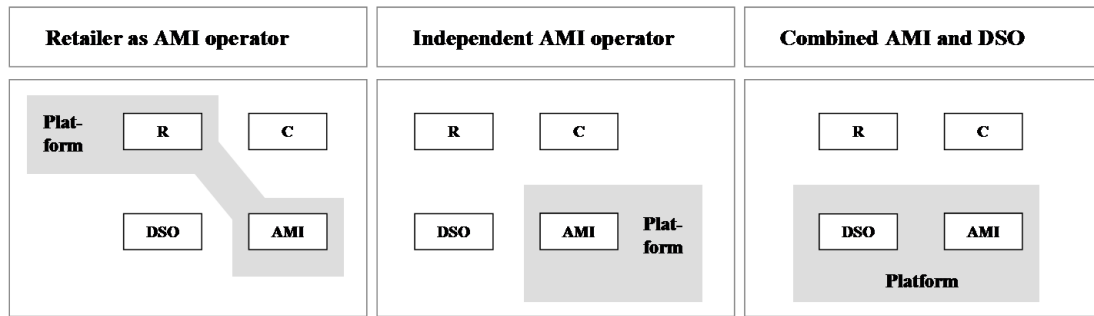 Retailer as AMI operator
Independent AMI operator
Combined AMI and DSO
Plat-
form
R
C
DSO
AMI
R
C
DSO
AMI
Plat-
form
R
C
DSO
AMI
Platform